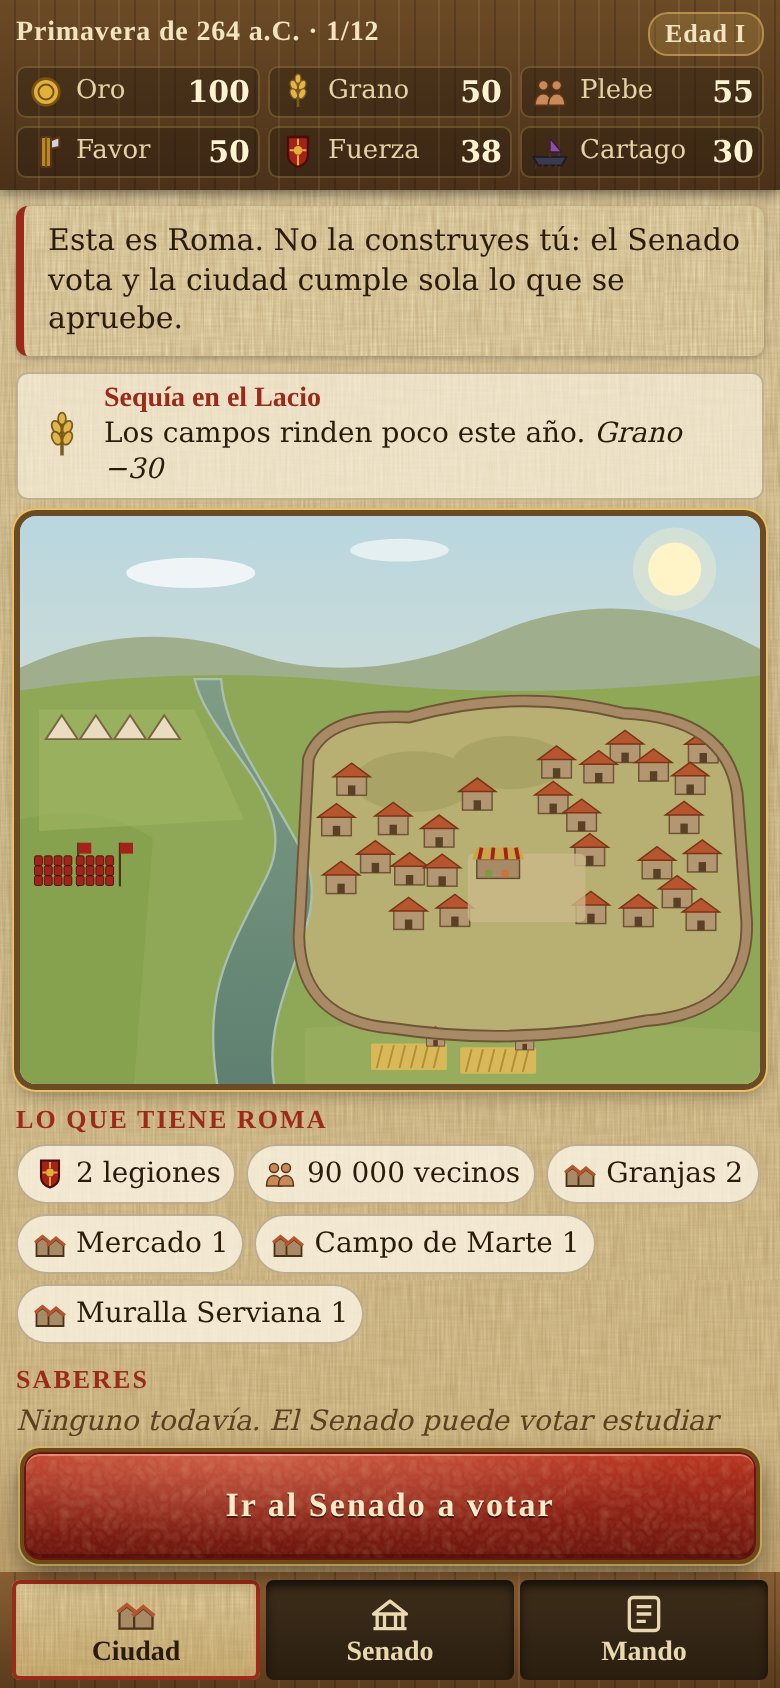 Primavera de 264 a.C. · 1/12
Edad I
Oro 100
Grano 50
Plebe 55
Favor 50
Fuerza 38
Cartago 30
Esta es Roma. No la construyes tú: el Senado
vota y la ciudad cumple sola lo que se
apruebe.
Sequía en el Lacio
Los campos rinden poco este año. Grano
−30
LO QUE TIENE ROMA
2 legiones
90 000 vecinos
Granjas 2
Mercado 1
Campo de Marte 1
Muralla Serviana 1
SABERES
Ninguno todavía. El Senado puede votar estudiar
Ir al Senado a votar
Ciudad
Senado
Mando